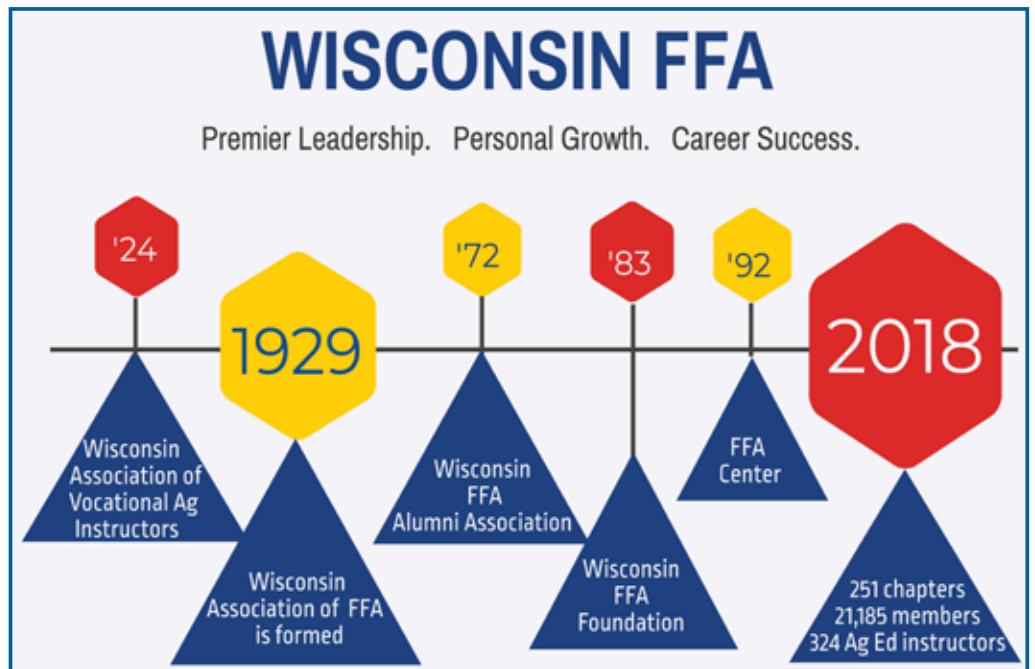 WISCONSIN FFA
Premier Leadership. Personal Growth. Career Success.
'24
Wisconsin
Association of
Vocational Ag
Instructors
1929
Wisconsin
Association of FFA
is formed
'72
Wisconsin
FFA
Alumni Association
'83
Wisconsin
FFA
Foundation
'92
FFA
Center
2018
251 chapters
21,185 members
324 Ag Ed instructors